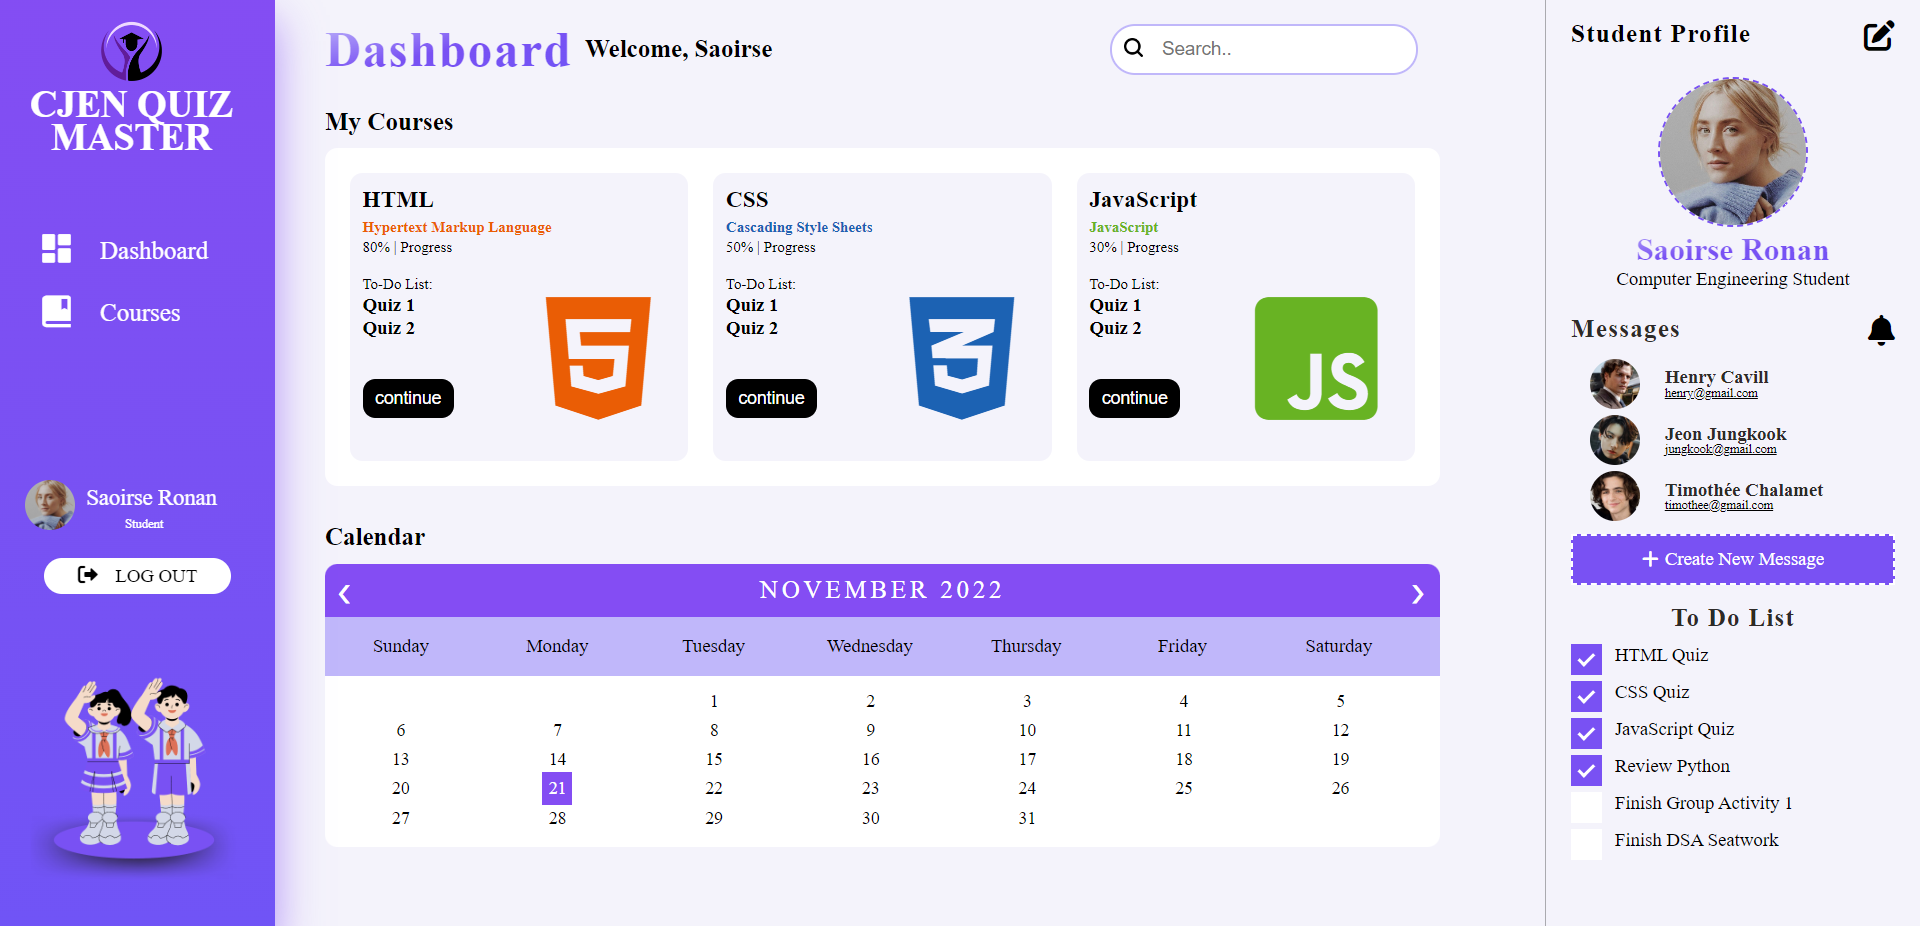 CJEN QUIZ
MASTER
Dashboard
Courses
Saoirse Ronan
Student
LOG OUT
Dashboard Welcome, Saoirse
Search..
My Courses
HTML
Hypertext Markup Language
80% | Progress
To-Do List:
Quiz 1
Quiz 2
continue
5
CSS
Cascading Style Sheets
50% | Progress
To-Do List:
Quiz 1
Quiz 2
continue
3
JavaScript
JavaScript
30% | Progress
To-Do List:
Quiz 1
Quiz 2
continue
JS
Calendar
❮ NOVEMBER 2022 ❯
Sunday Monday Tuesday Wednesday Thursday Friday Saturday
1 2 3 4 5
6 7 8 9 10 11 12
13 14 15 16 17 18 19
20 21 22 23 24 25 26
27 28 29 30 31
Student Profile
Saoirse Ronan
Computer Engineering Student
Messages
Henry Cavill
henry@gmail.com
Jeon Jungkook
jungkook@gmail.com
Timothée Chalamet
timothee@gmail.com
+ Create New Message
To Do List
HTML Quiz
CSS Quiz
JavaScript Quiz
Review Python
Finish Group Activity 1
Finish DSA Seatwork